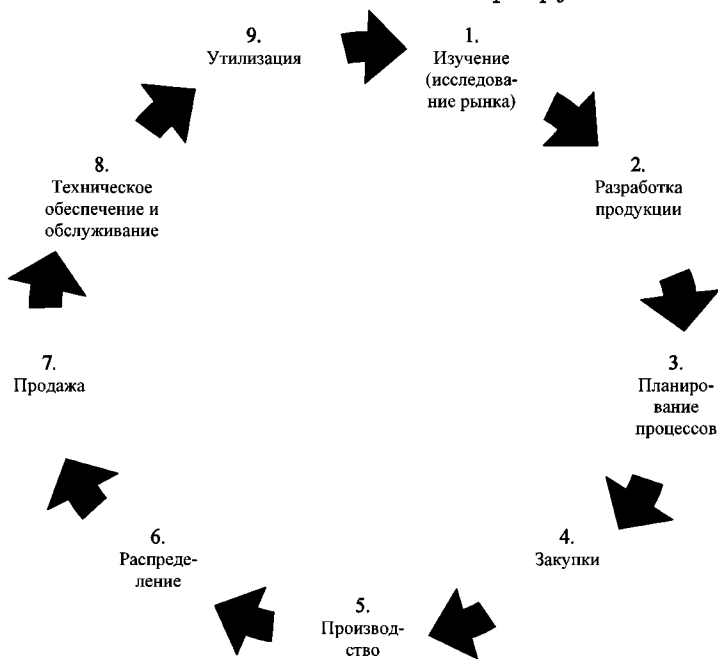 9.
Утилизация
1.
Изучение
(исследова-
ние рынка)
2.
Разработка
продукции
3.
Планиро-
вание
процессов
4.
Закупки
5.
Производ-
ство
6.
Распреде-
ление
7.
Продажа
8.
Техническое
обеспечение и
обслуживание